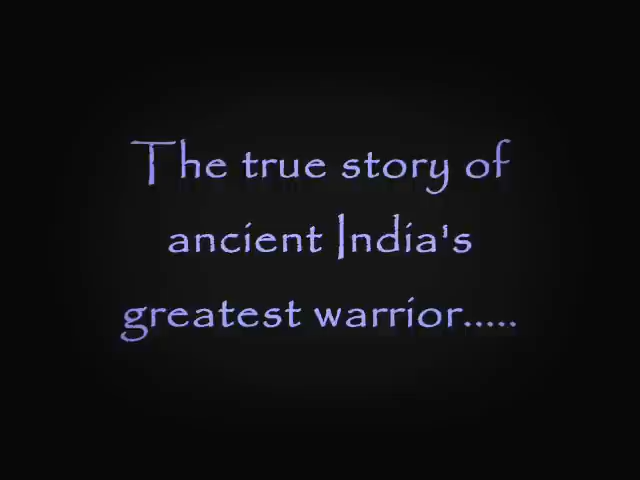 The true story of
ancient India's
greatest warrior.....